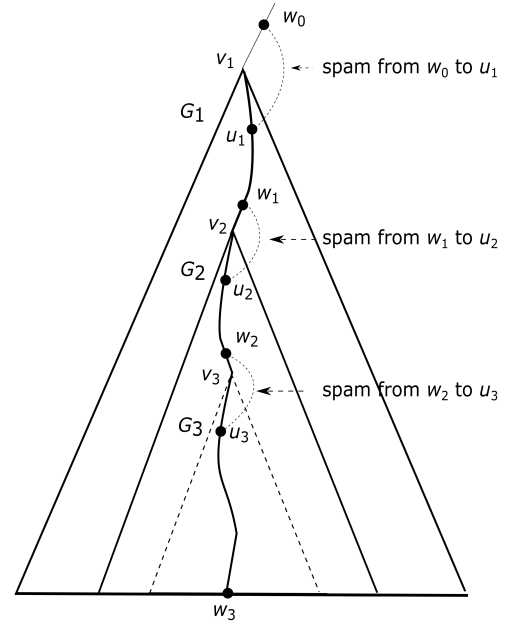 w₀
v₁
spam from w₀ to u₁
G₁
u₁
w₁
v₂
spam from w₁ to u₂
G₂
u₂
w₂
v₃
spam from w₂ to u₃
G₃
u₃
w₃